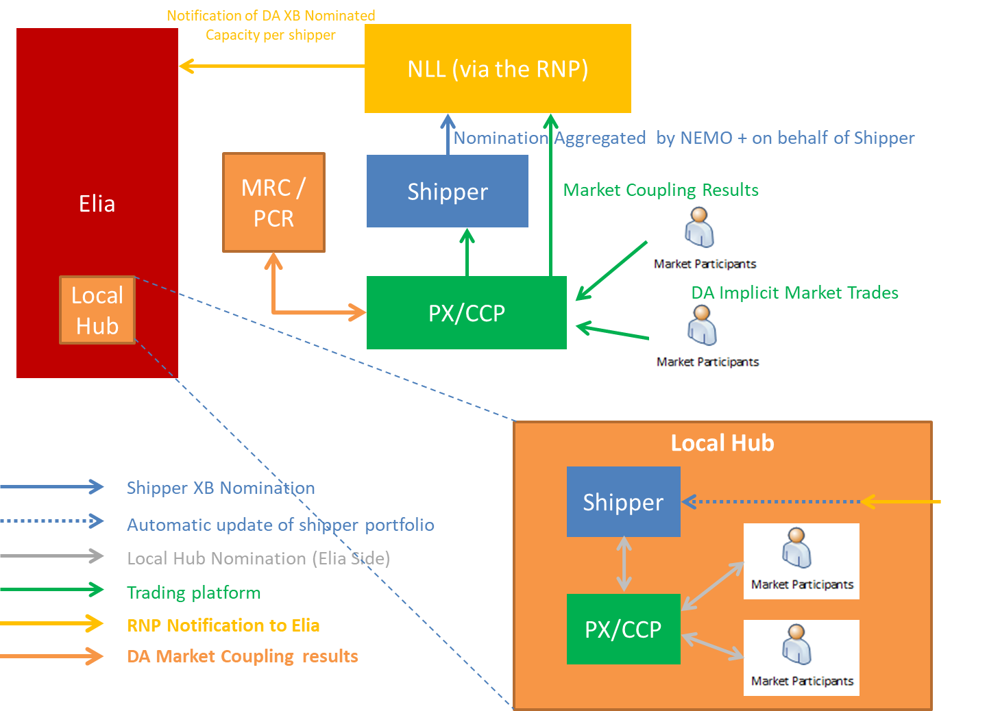 Notification of DA XB Nominated
Capacity per shipper
NLL (via the RNP)
Nomination Aggregated by NEMO + on behalf of Shipper
Elia
MRC /
PCR
Shipper
Market Coupling Results
Market Participants
Local
Hub
PX/CCP
DA Implicit Market Trades
Market Participants
Local Hub
Shipper
Market Participants
PX/CCP
Market Participants
Shipper XB Nomination
Automatic update of shipper portfolio
Local Hub Nomination (Elia Side)
Trading platform
RNP Notification to Elia
DA Market Coupling results